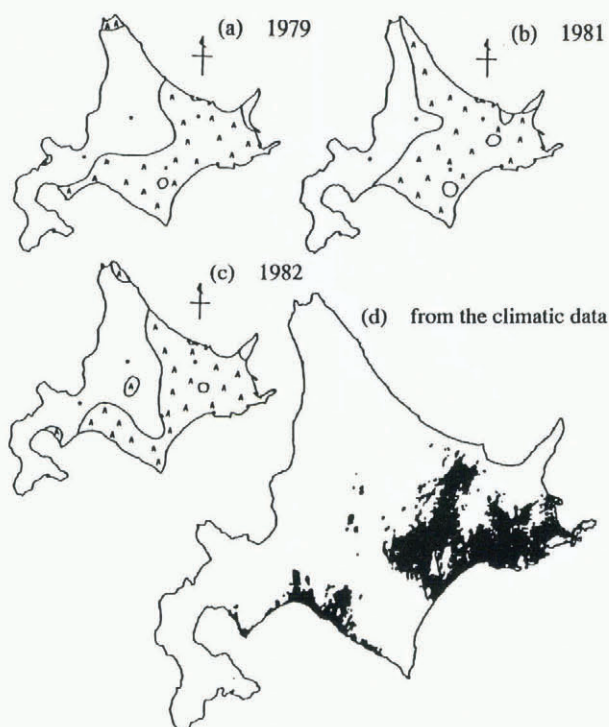 (a) 1979
(b) 1981
(c) 1982
(d) from the climatic data